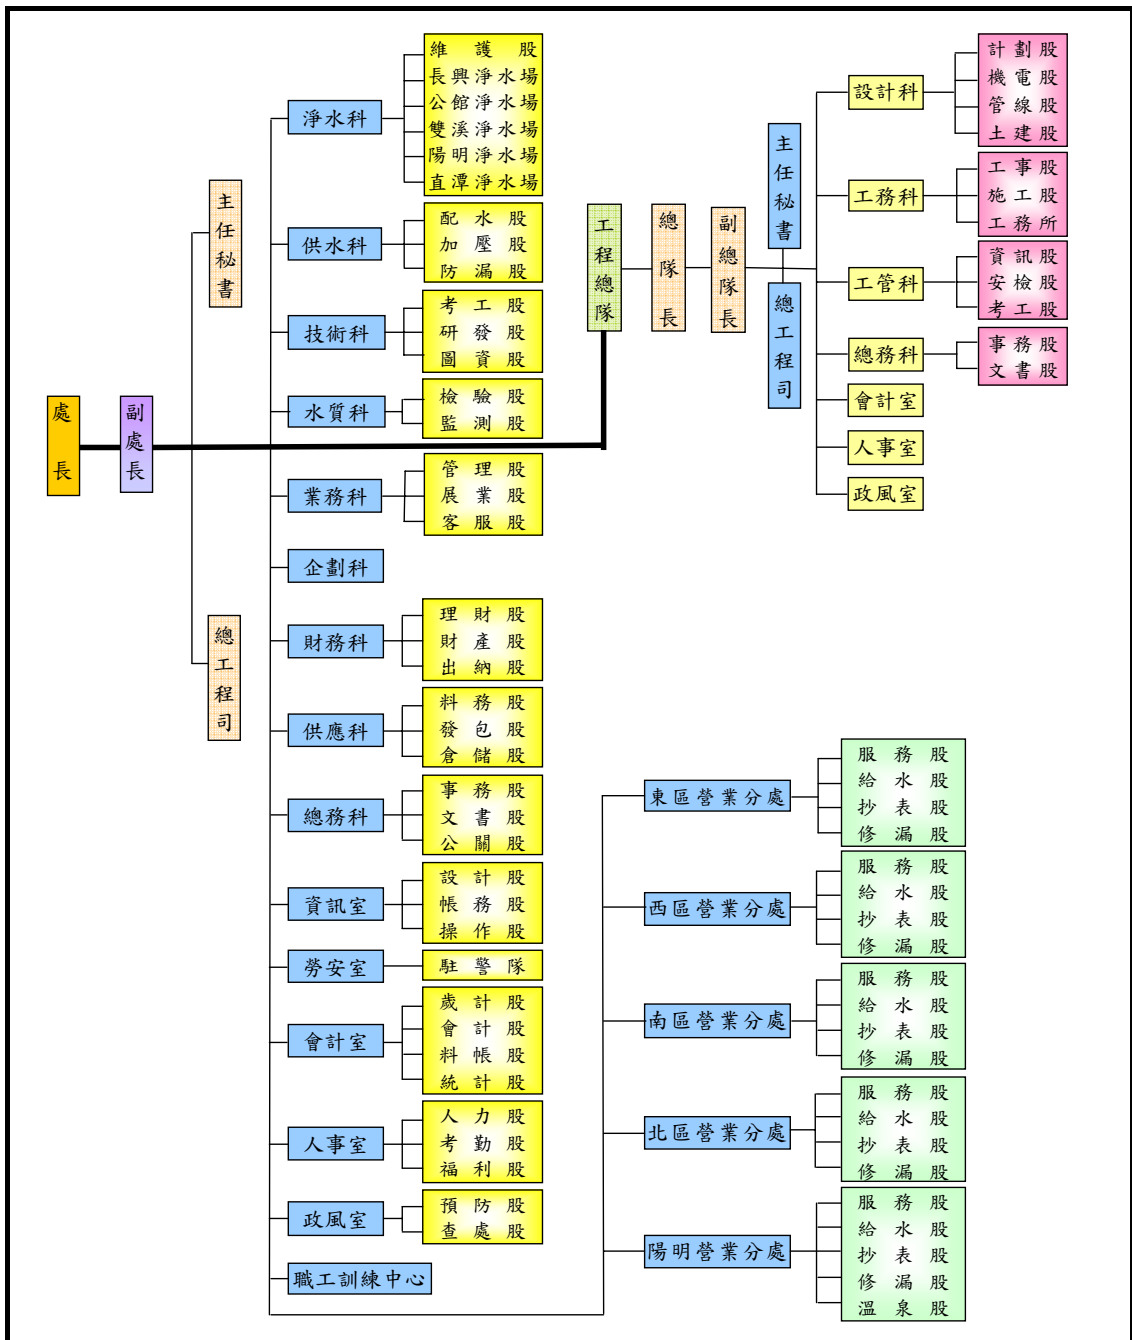 處長
副處長
主任秘書
總工程司
淨水科
維護股
長興淨水場
公館淨水場
雙溪淨水場
陽明淨水場
直潭淨水場
供水科
配水股
加壓股
防漏股
技術科
考工股
研發股
圖資股
水質科
檢驗股
監測股
業務科
管理股
展業股
客服股
企劃科
財務科
理財股
財產股
出納股
供應科
料務股
發包股
倉儲股
總務科
事務股
文書股
公關股
資訊室
設計股
帳務股
操作股
勞安室
駐警隊
會計室
歲計股
會計股
料帳股
統計股
人事室
人力股
考勤股
福利股
政風室
預防股
查處股
職工訓練中心
工程總隊
總隊長
副總隊長
主任秘書
總工程司
設計科
計劃股
機電股
管線股
土建股
工務科
工事股
施工股
工務所
工管科
資訊股
安檢股
考工股
總務科
事務股
文書股
會計室
人事室
政風室
東區營業分處
服務股
給水股
抄表股
修漏股
西區營業分處
服務股
給水股
抄表股
修漏股
南區營業分處
服務股
給水股
抄表股
修漏股
北區營業分處
服務股
給水股
抄表股
修漏股
陽明營業分處
服務股
給水股
抄表股
修漏股
溫泉股